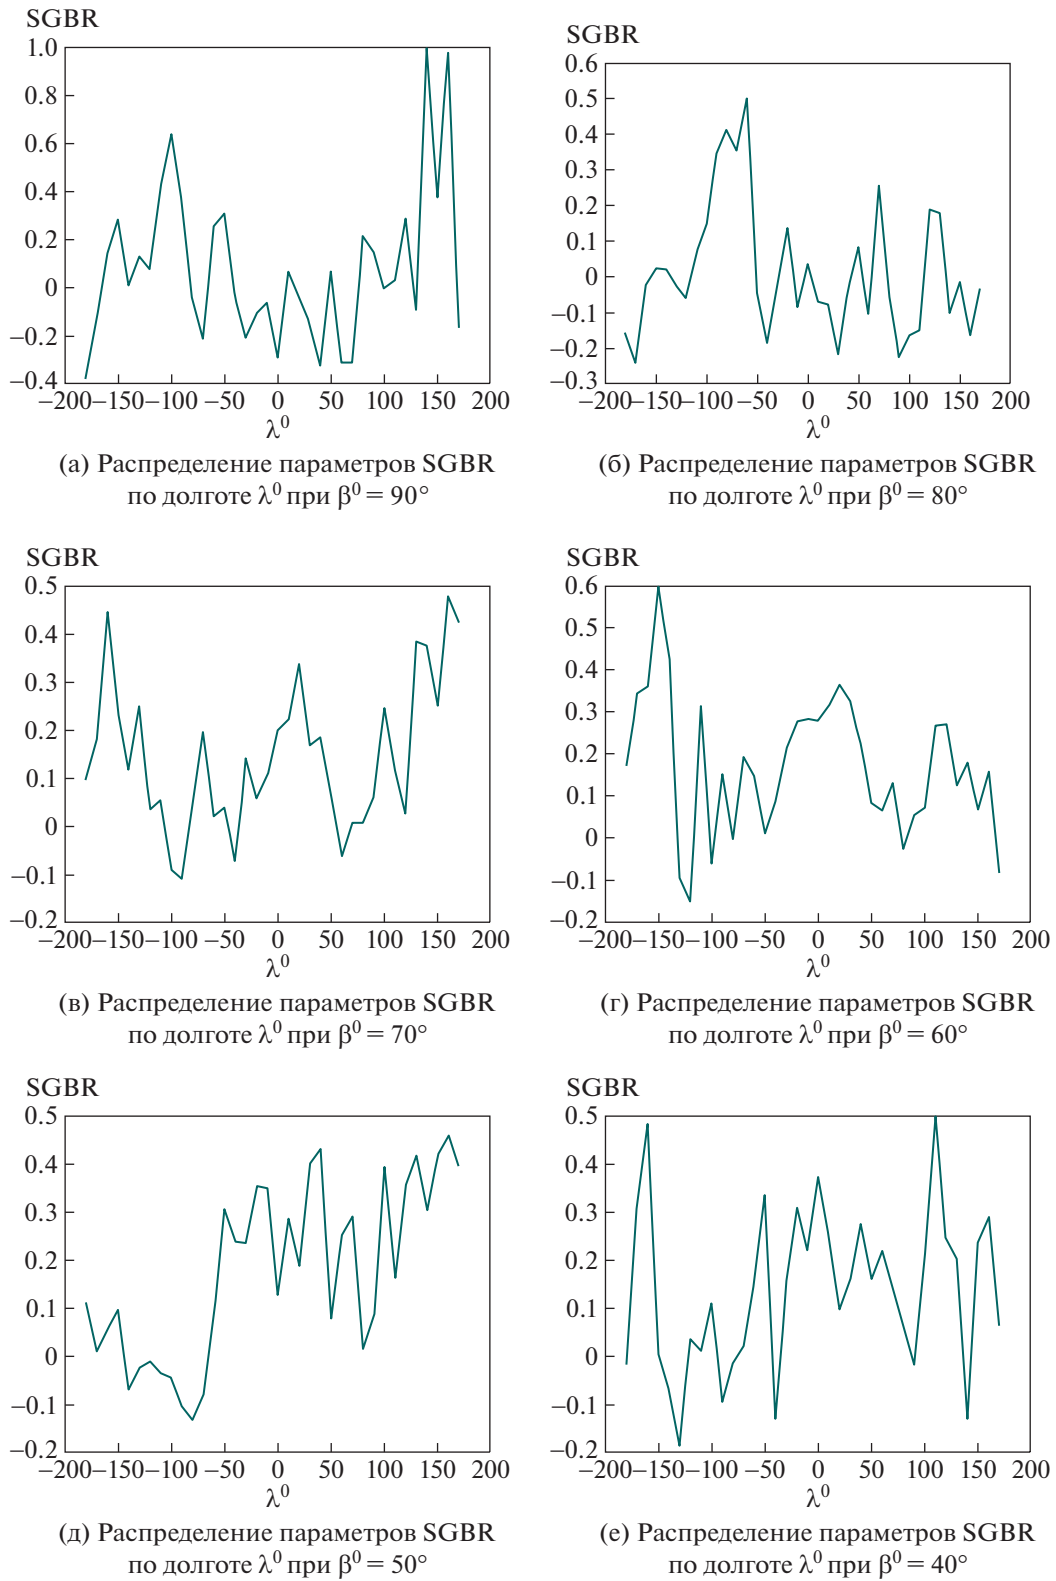 SGBR
1.0
0.8
0.6
0.4
0.2
0
–0.2
–0.4
–200 –150 –100 –50 0 50 100 150 200
λ⁰
(а) Распределение параметров SGBR
по долготе λ⁰ при β⁰ = 90°
SGBR
0.6
0.5
0.4
0.3
0.2
0.1
0
–0.1
–0.2
–0.3
–200 –150 –100 –50 0 50 100 150 200
λ⁰
(б) Распределение параметров SGBR
по долготе λ⁰ при β⁰ = 80°
SGBR
0.5
0.4
0.3
0.2
0.1
0
–0.1
–0.2
–200 –150 –100 –50 0 50 100 150 200
λ⁰
(в) Распределение параметров SGBR
по долготе λ⁰ при β⁰ = 70°
SGBR
0.6
0.5
0.4
0.3
0.2
0.1
0
–0.1
–0.2
–200 –150 –100 –50 0 50 100 150 200
λ⁰
(г) Распределение параметров SGBR
по долготе λ⁰ при β⁰ = 60°
SGBR
0.5
0.4
0.3
0.2
0.1
0
–0.1
–0.2
–200 –150 –100 –50 0 50 100 150 200
λ⁰
(д) Распределение параметров SGBR
по долготе λ⁰ при β⁰ = 50°
SGBR
0.5
0.4
0.3
0.2
0.1
0
–0.1
–0.2
–200 –150 –100 –50 0 50 100 150 200
λ⁰
(е) Распределение параметров SGBR
по долготе λ⁰ при β⁰ = 40°